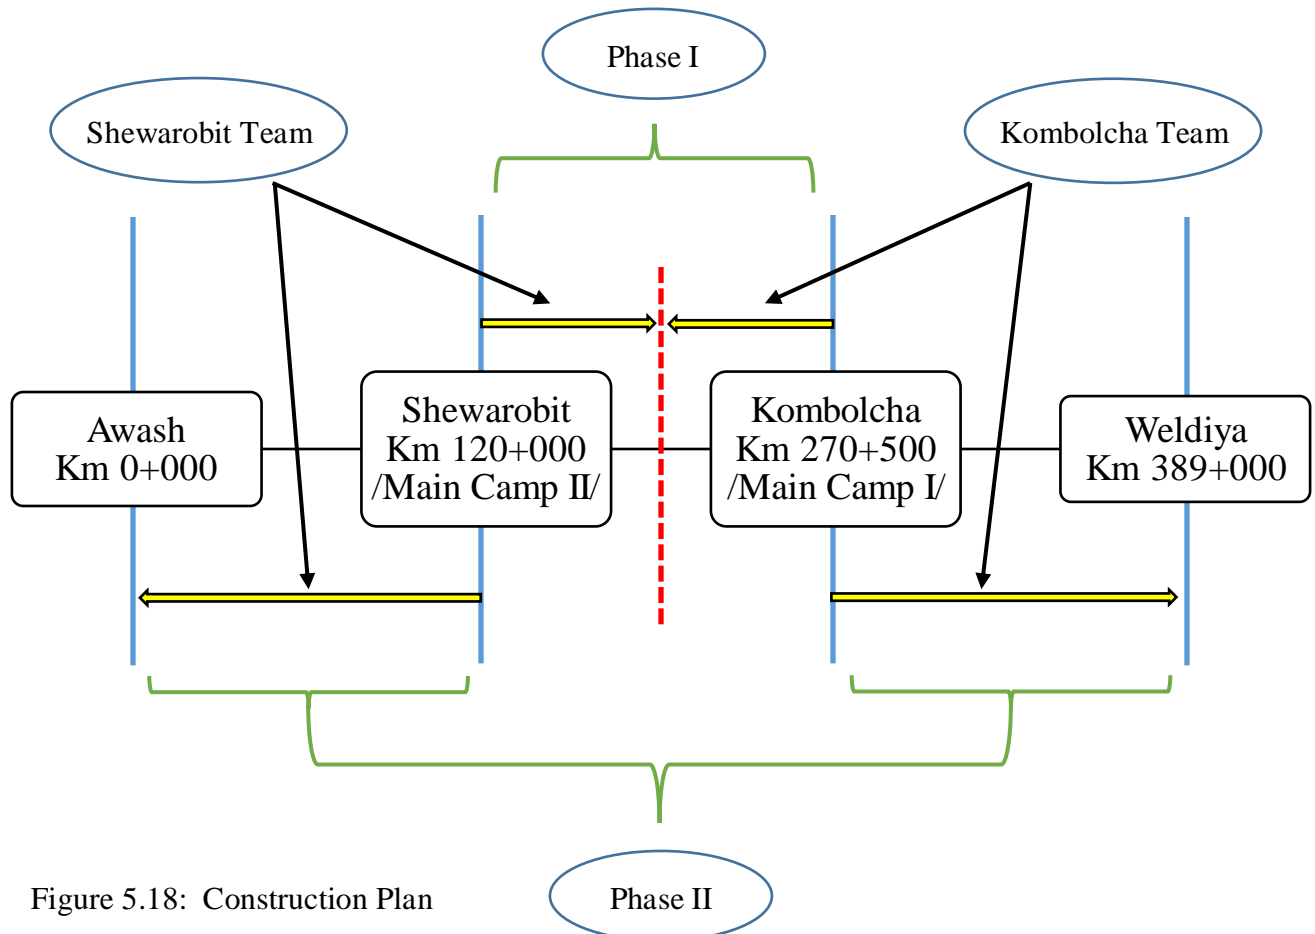 Phase I
Shewarobit Team
Kombolcha Team
Awash
Km 0+000
Shewarobit
Km 120+000
/Main Camp II/
Kombolcha
Km 270+500
/Main Camp I/
Weldiya
Km 389+000
Figure 5.18:  Construction Plan
Phase II